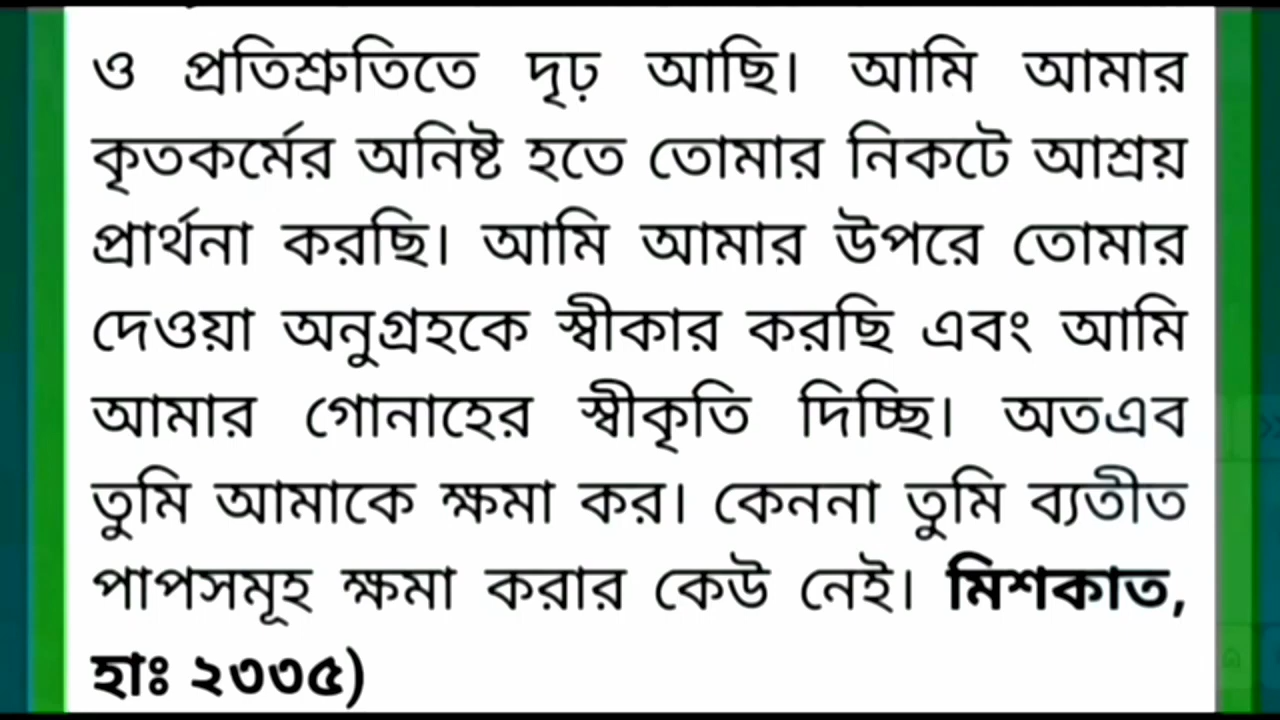 ও প্রতিশ্রুতিতে দৃঢ় আছি। আমি আমার
কৃতকর্মের অনিষ্ট হতে তোমার নিকটে আশ্রয়
প্রার্থনা করছি। আমি আমার উপরে তোমার
দেওয়া অনুগ্রহকে স্বীকার করছি এবং আমি
আমার গোনাহের স্বীকৃতি দিচ্ছি। অতএব
তুমি আমাকে ক্ষমা কর। কেননা তুমি ব্যতীত
পাপসমূহ ক্ষমা করার কেউ নেই। মিশকাত,
হাঃ ২৩৩৫)